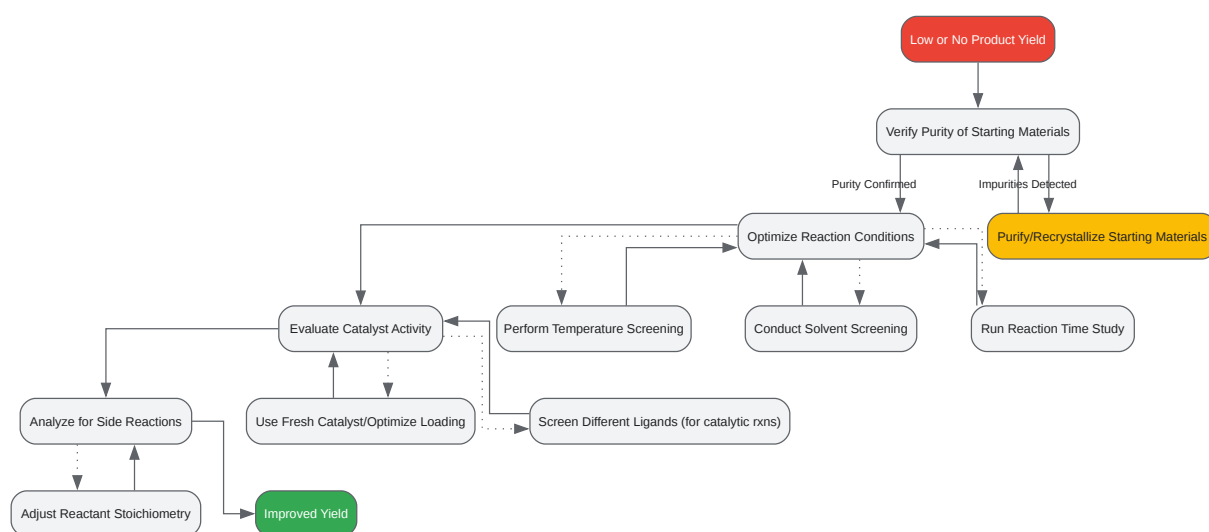 Low or No Product Yield
Verify Purity of Starting Materials
Purity Confirmed
Impurities Detected
Optimize Reaction Conditions
Purify/Recrystallize Starting Materials
Evaluate Catalyst Activity
Perform Temperature Screening
Conduct Solvent Screening
Run Reaction Time Study
Analyze for Side Reactions
Use Fresh Catalyst/Optimize Loading
Screen Different Ligands (for catalytic rxns)
Adjust Reactant Stoichiometry
Improved Yield